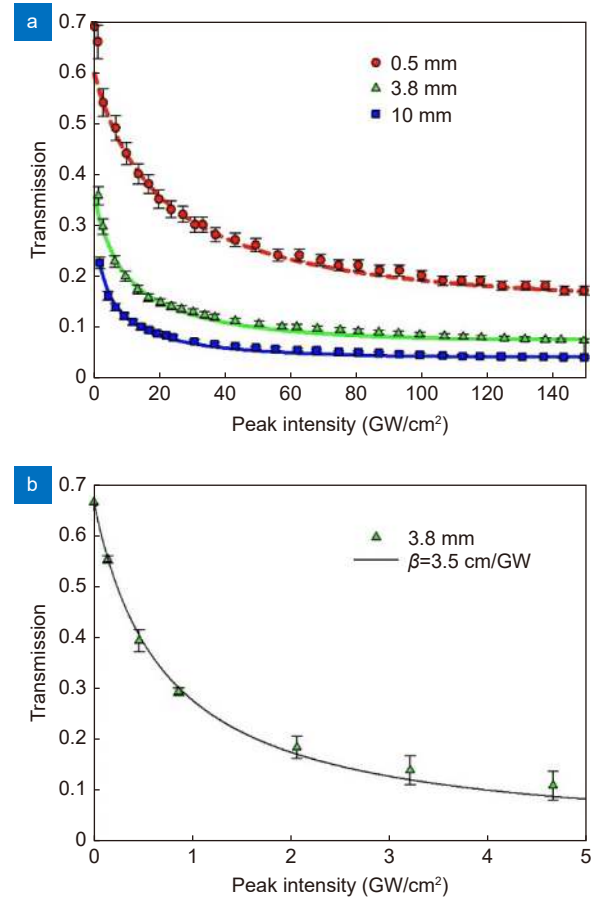 a
0.7
0.6
0.5
0.4
0.3
0.2
0.1
0
Transmission
0.5 mm
3.8 mm
10 mm
0 20 40 60 80 100 120 140
Peak intensity (GW/cm²)
b
0.7
0.6
0.5
0.4
0.3
0.2
0.1
0
Transmission
3.8 mm
β=3.5 cm/GW
0 1 2 3 4 5
Peak intensity (GW/cm²)